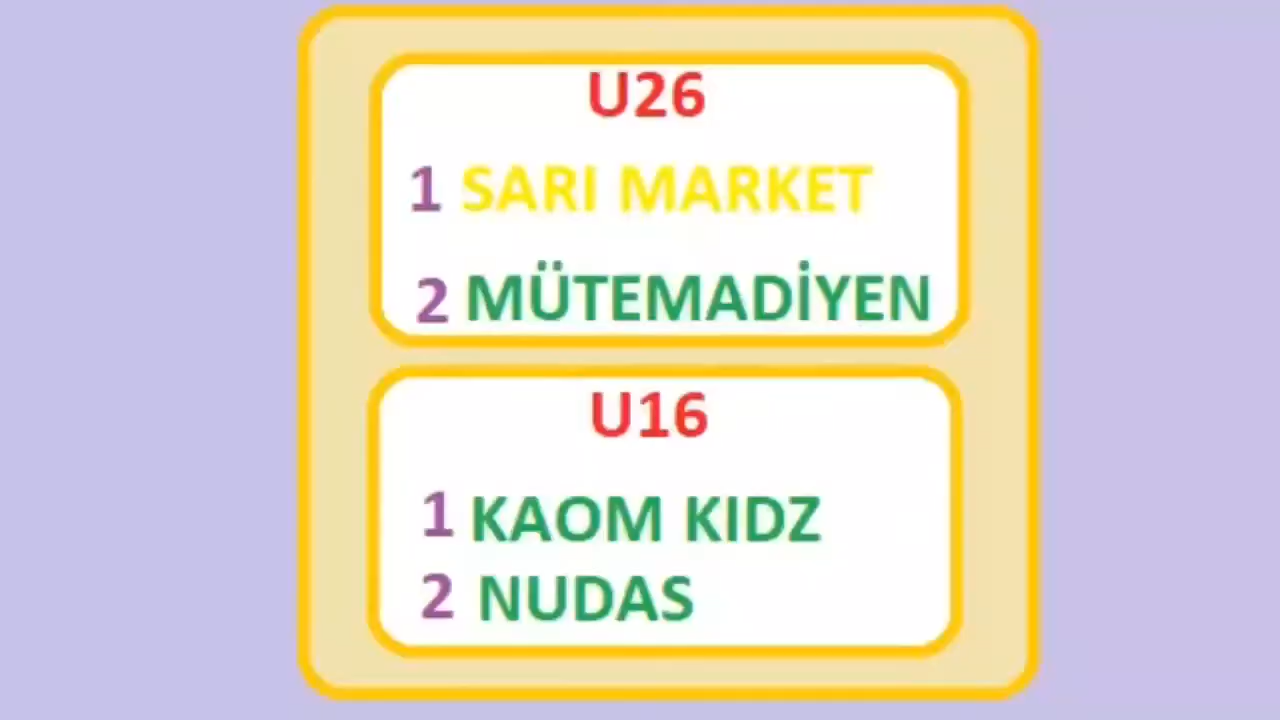 U26
1 SARI MARKET
2 MÜTEMADİYEN
U16
1 KAOM KIDZ
2 NUDAS